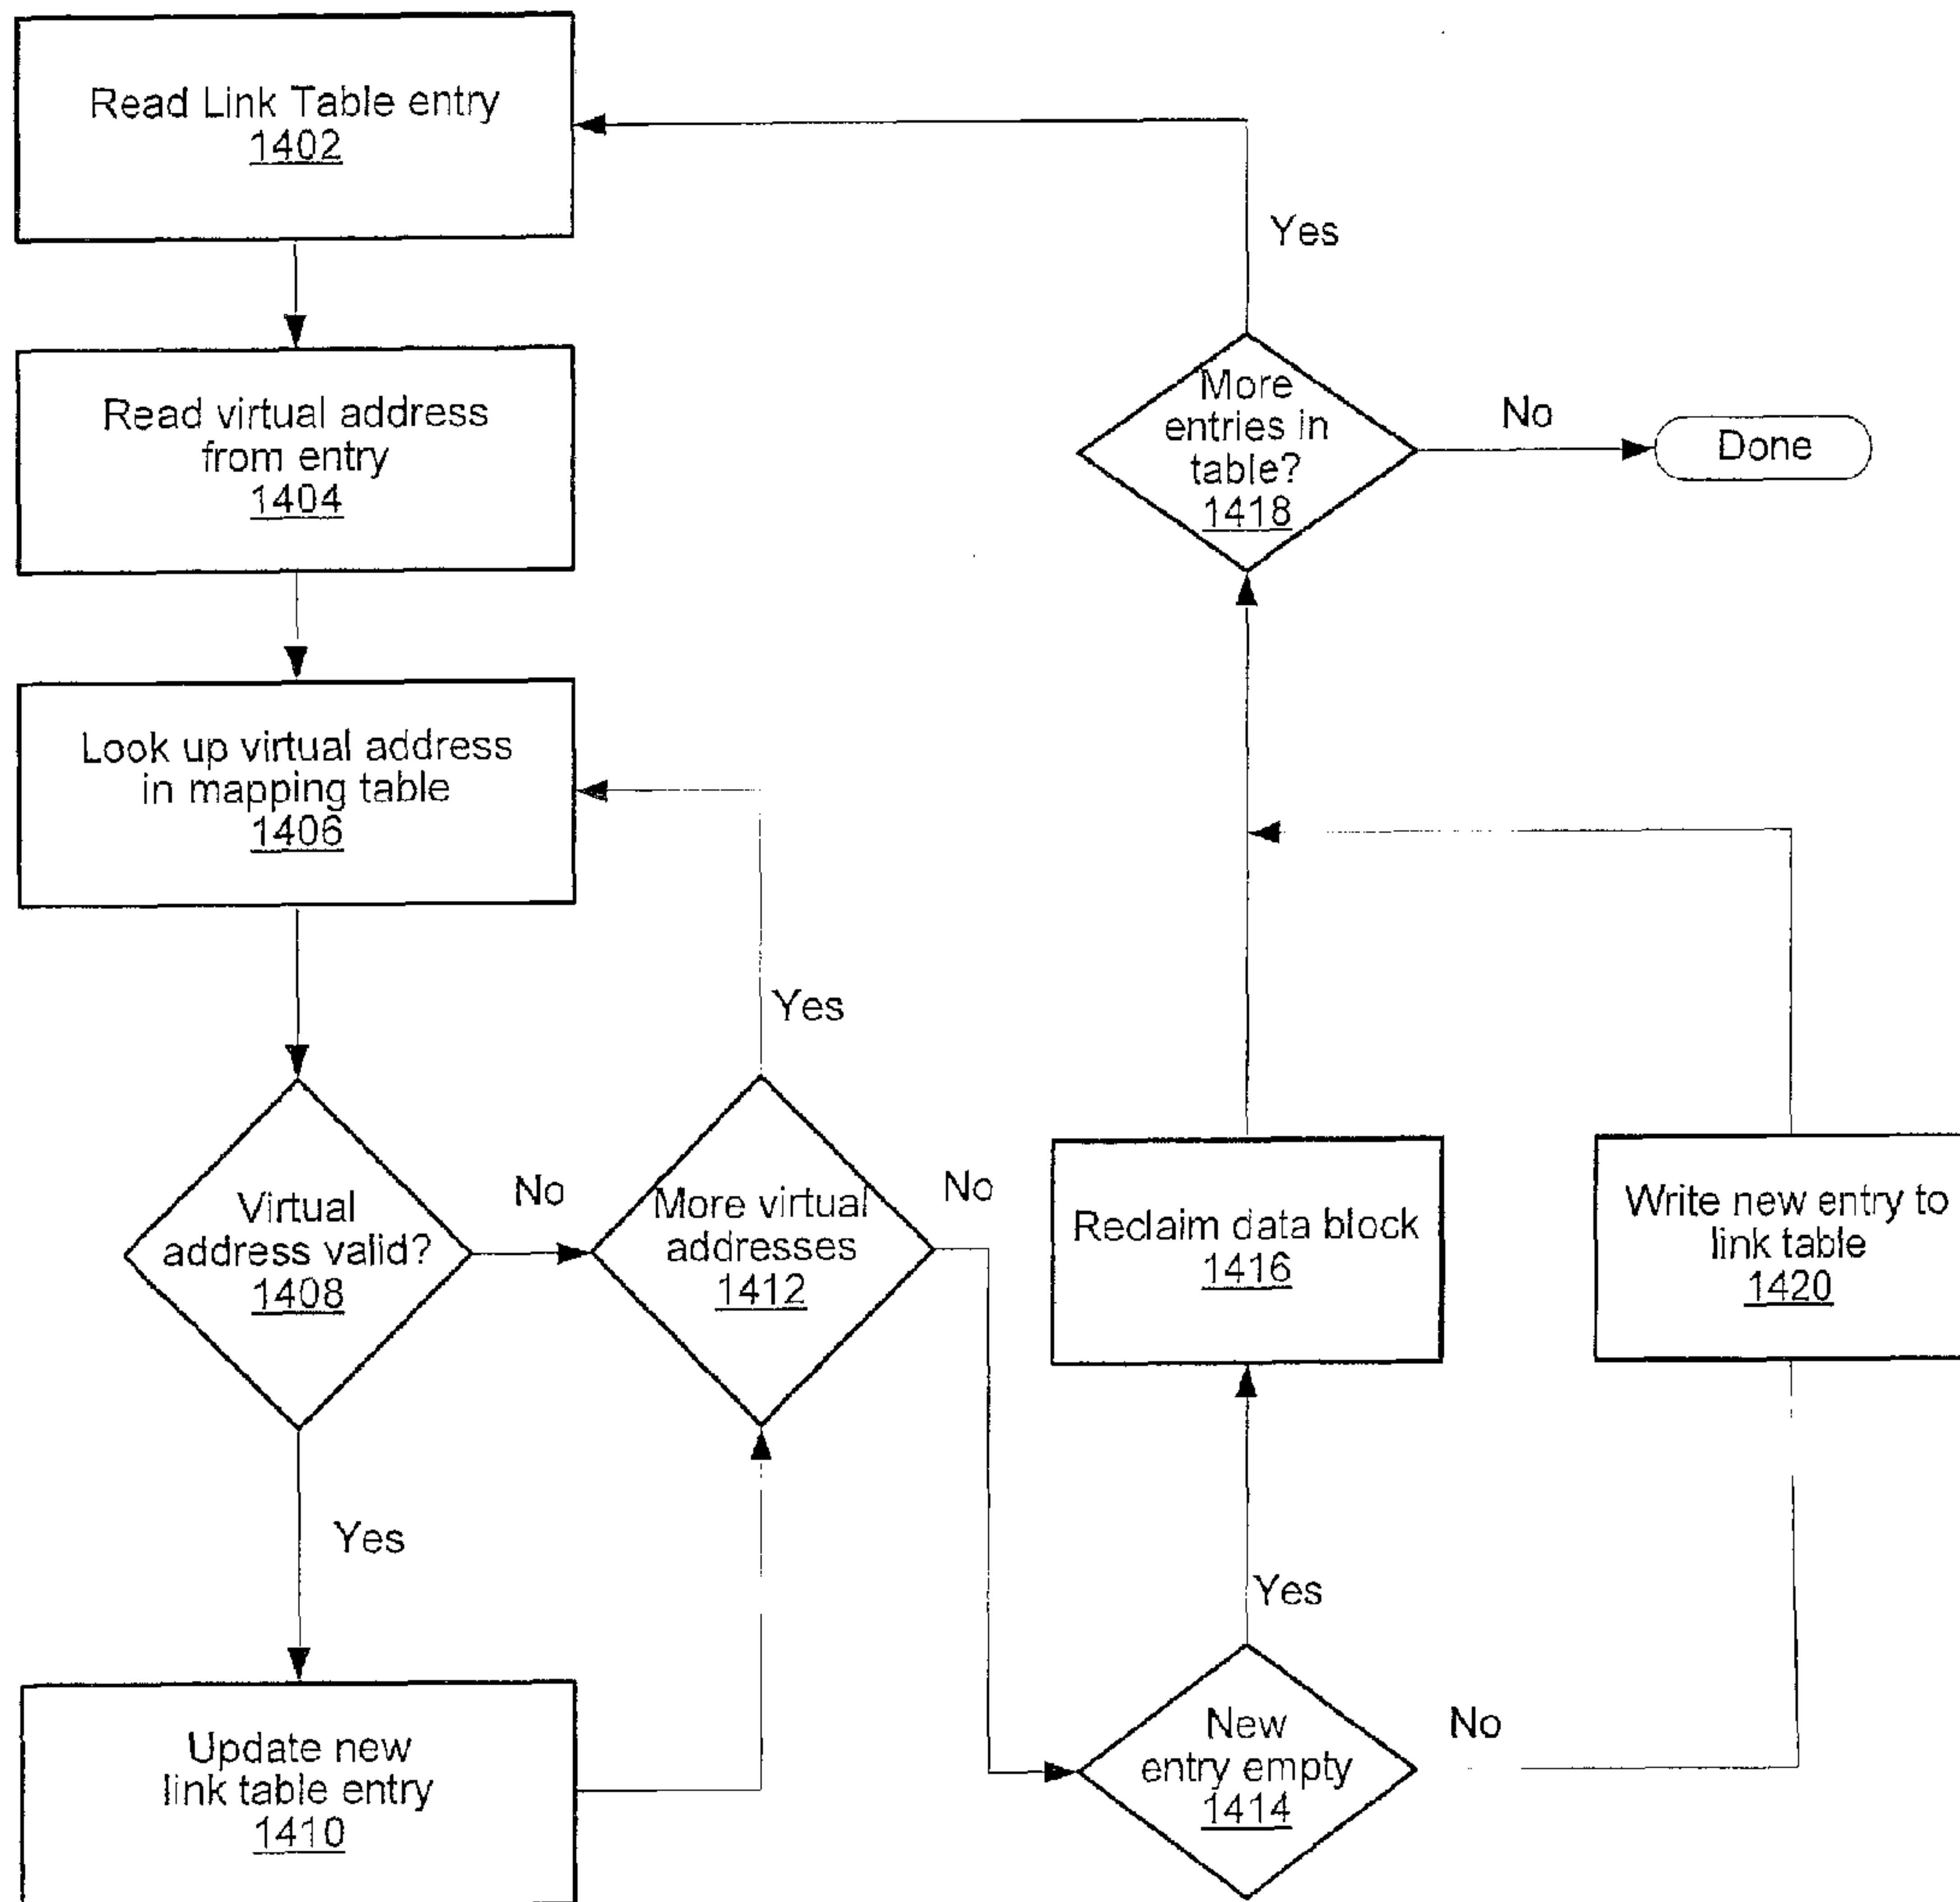 Read Link Table entry
1402
Read virtual address
from entry
1404
Look up virtual address
in mapping table
1406
Virtual
address valid?
1408
No
Yes
Update new
link table entry
1410
More virtual
addresses
1412
Yes
No
New
entry empty
1414
Yes
No
Reclaim data block
1416
Write new entry to
link table
1420
More
entries in
table?
1418
Yes
No
Done